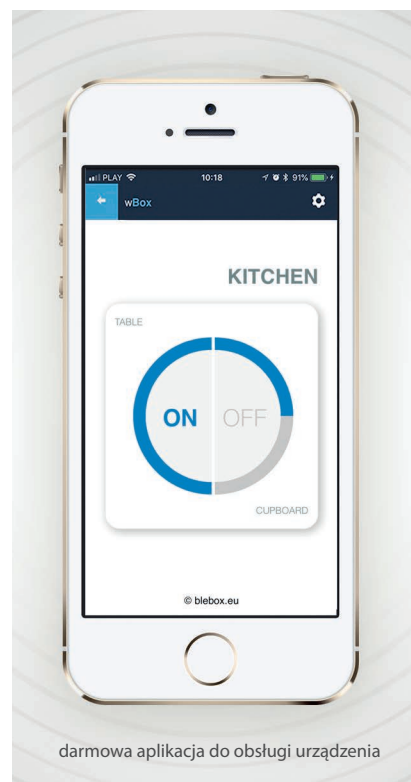 PLAY 10:18 91%
wBox
KITCHEN
TABLE
ON OFF
CUPBOARD
© blebox.eu
darmowa aplikacja do obsługi urządzenia